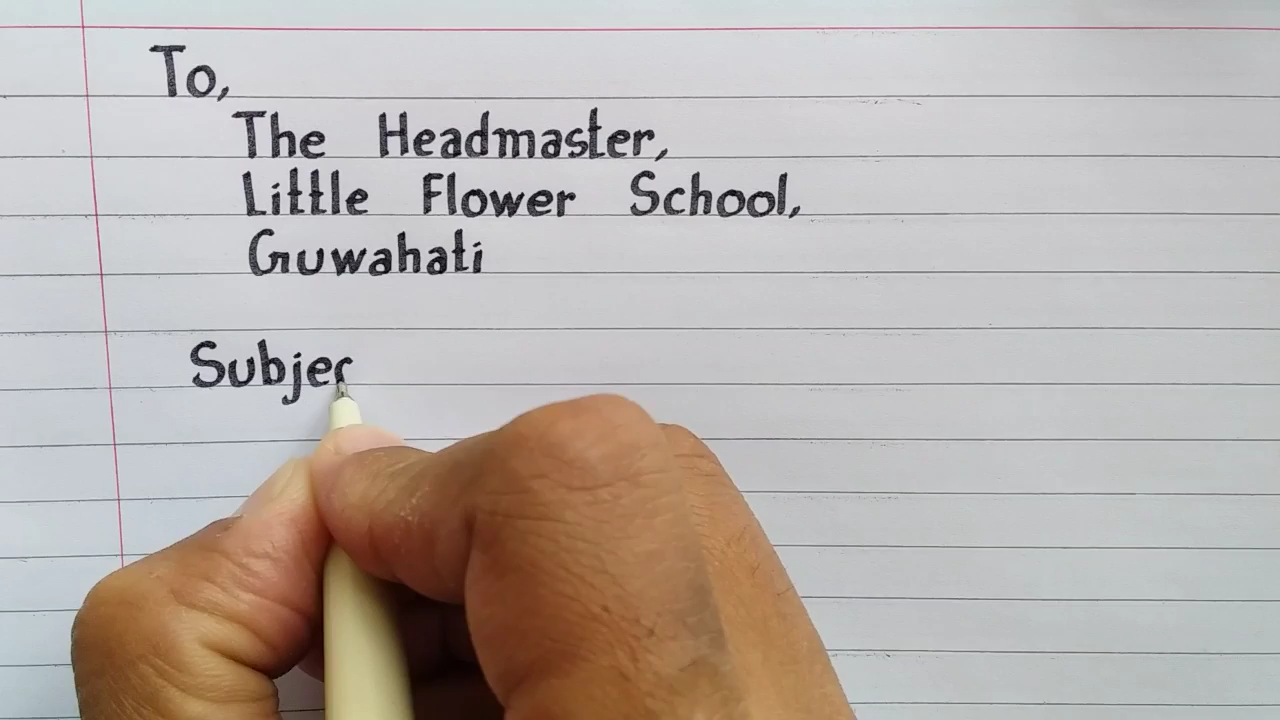 To,
The Headmaster,
Little Flower School,
Guwahati
Subjec